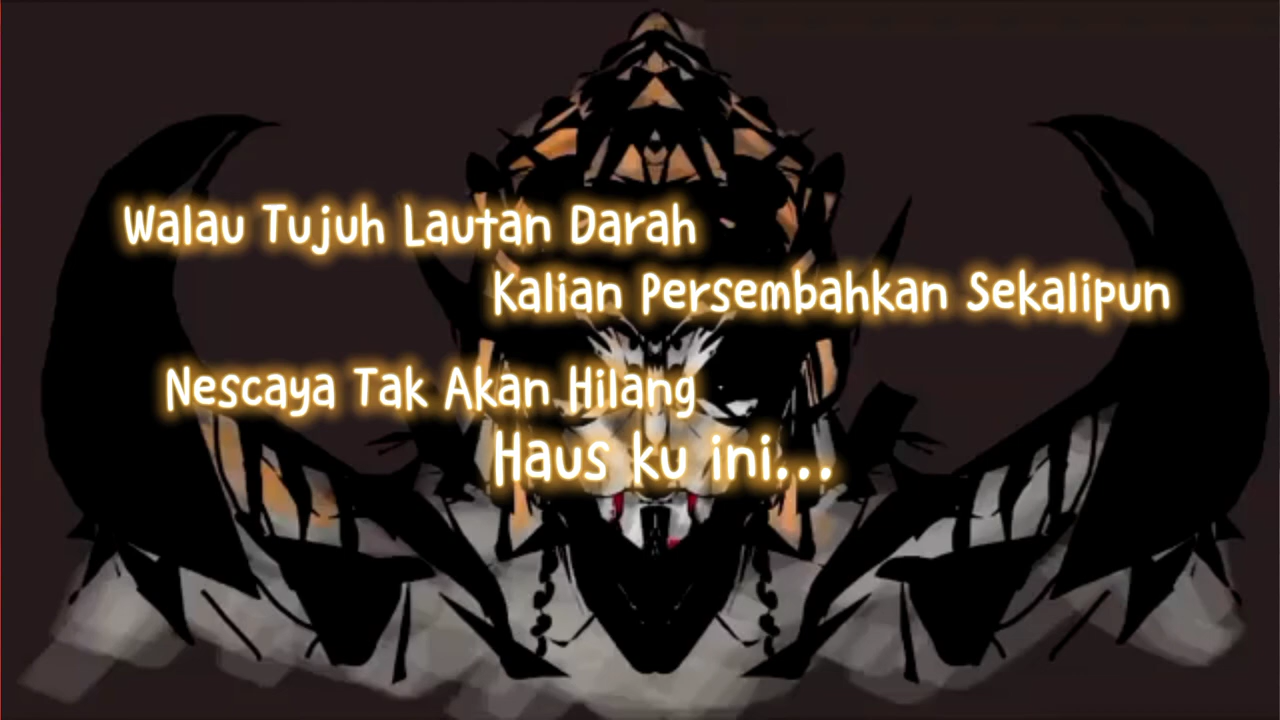 Walau Tujuh Lautan Darah
Kalian Persembahkan Sekalipun
Nescaya Tak Akan Hilang
Haus ku ini...